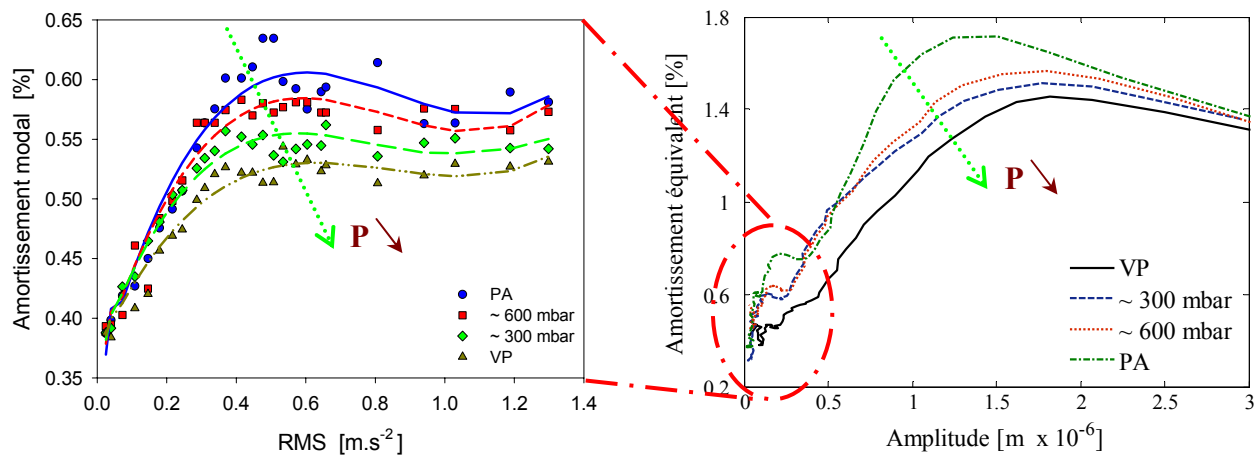 Amortissement modal [%]
0.65
0.60
0.55
0.50
0.45
0.40
0.35
0.0
0.2
0.4
0.6
0.8
1.0
1.2
1.4
RMS [m.s-2]
P
PA
~ 600 mbar
~ 300 mbar
VP
Amortissement équivalent [%]
1.8
1.4
1
0.6
0.2
0
0.5
1
1.5
2
2.5
3
Amplitude [m x 10-6]
P
VP
~ 300 mbar
~ 600 mbar
PA